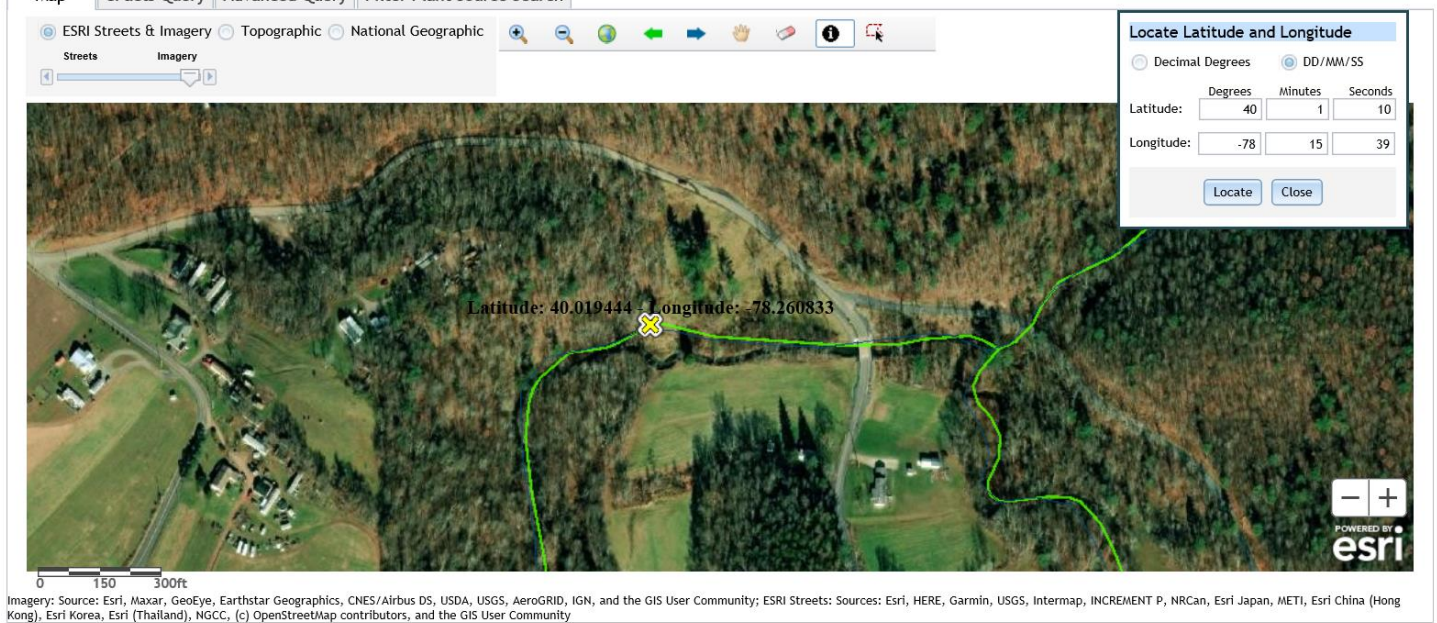 Map
ESRI Streets & Imagery Topographic National Geographic
Streets Imagery
Locate Latitude and Longitude
Decimal Degrees DD/MM/SS
Degrees Minutes Seconds
Latitude: 40 1 10
Longitude: -78 15 39
Locate Close
Latitude: 40.019444 - Longitude: -78.260833
POWERED BY
esri
0 150 300ft
Imagery: Source: Esri, Maxar, GeoEye, Earthstar Geographics, CNES/Airbus DS, USDA, USGS, AeroGRID, IGN, and the GIS User Community; ESRI Streets: Sources: Esri, HERE, Garmin, USGS, Intermap, INCREMENT P, NRCan, Esri Japan, METI, Esri China (Hong
Kong), Esri Korea, Esri (Thailand), NGCC, (c) OpenStreetMap contributors, and the GIS User Community